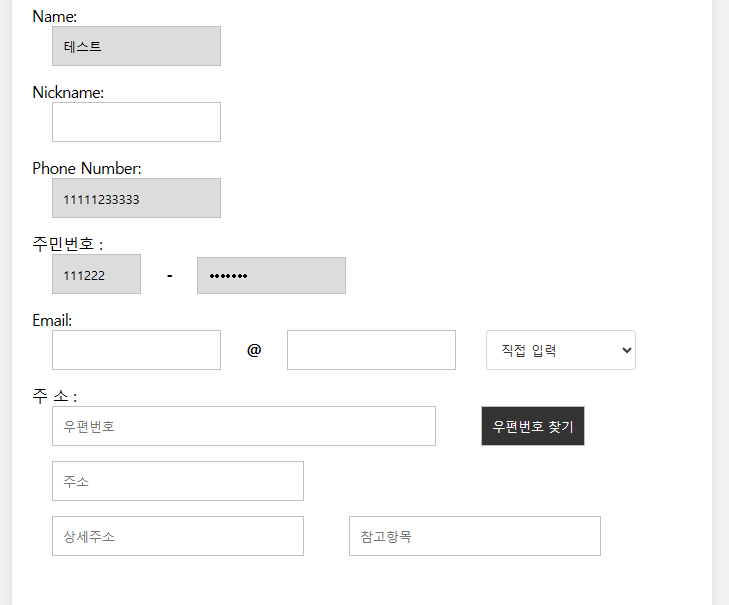 Name:
테스트
Nickname:
Phone Number:
11111233333
주민번호 :
111222 - •••••••
Email:
@ 직접 입력
주 소 :
우편번호 우편번호 찾기
주소
상세주소 참고항목